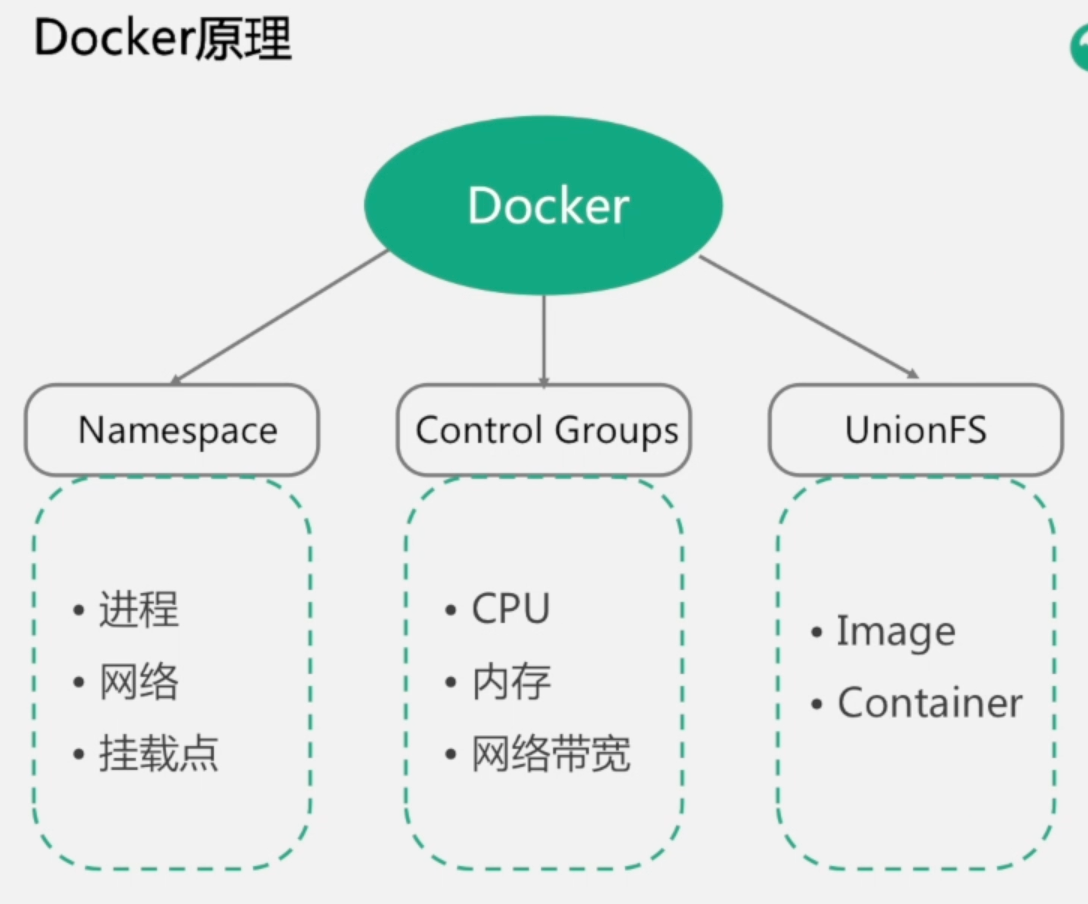 Docker原理
Docker
Namespace
• 进程
• 网络
• 挂载点
Control Groups
• CPU
• 内存
• 网络带宽
UnionFS
• Image
• Container